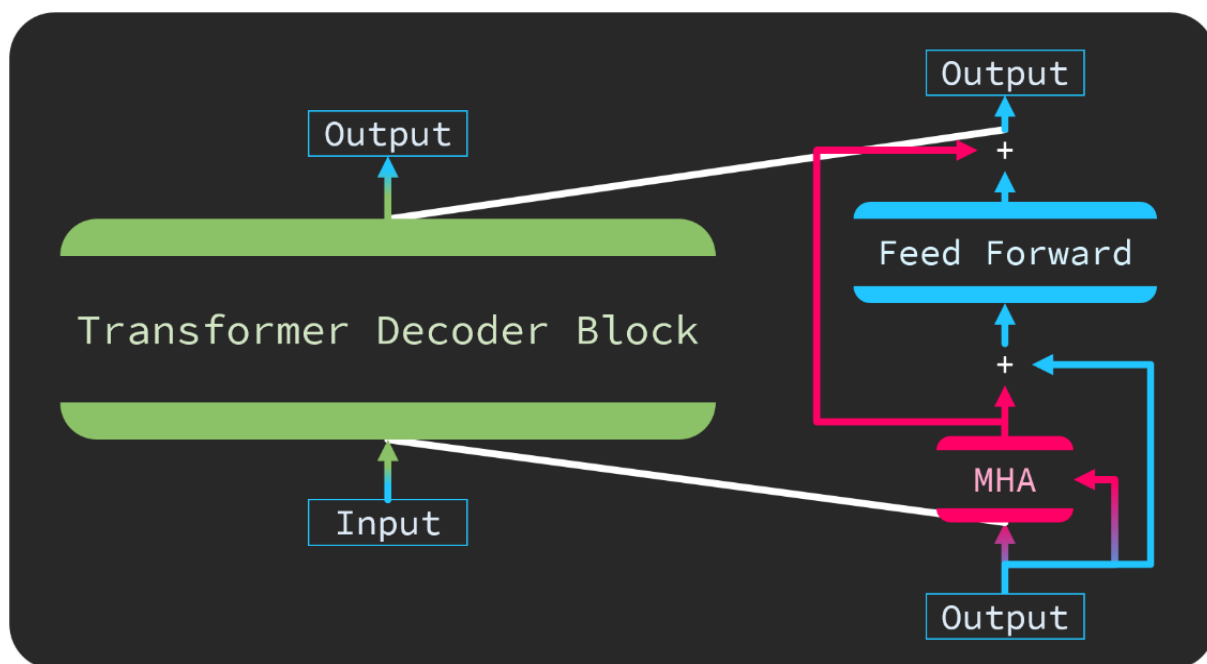 Output
Transformer Decoder Block
Input
Output
+
Feed Forward
+
MHA
Output